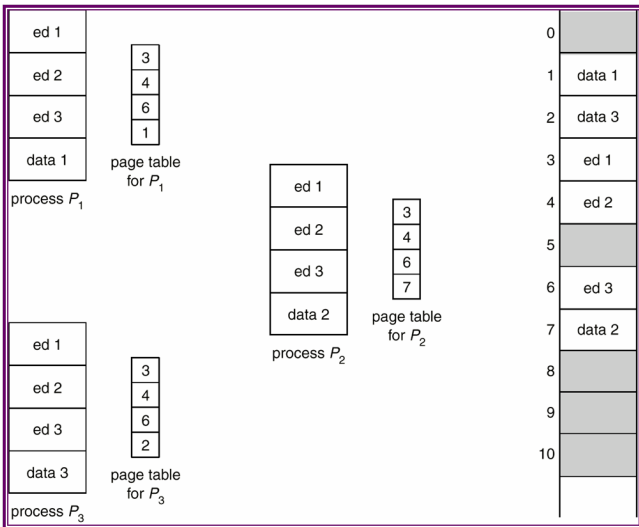 ed 1
ed 2
ed 3
data 1
process P1
3
4
6
1
page table
for P1
ed 1
ed 2
ed 3
data 2
process P2
3
4
6
7
page table
for P2
ed 1
ed 2
ed 3
data 3
process P3
3
4
6
2
page table
for P3
0
1 data 1
2 data 3
3 ed 1
4 ed 2
5
6 ed 3
7 data 2
8
9
10